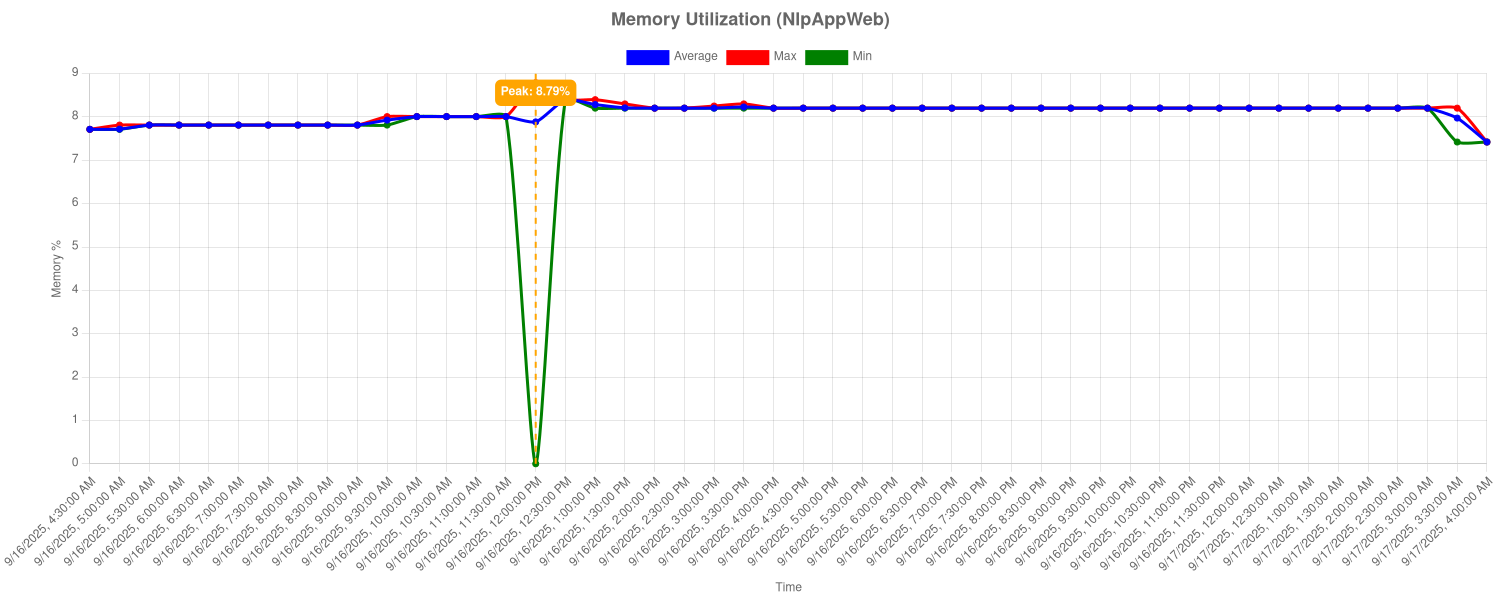 Memory Utilization (NlpAppWeb)
Average Max Min
Peak: 8.79%
9
8
7
6
5
4
3
2
1
0
Memory %
9/16/2025, 4:30:00 AM
9/16/2025, 5:00:00 AM
9/16/2025, 5:30:00 AM
9/16/2025, 6:00:00 AM
9/16/2025, 6:30:00 AM
9/16/2025, 7:00:00 AM
9/16/2025, 7:30:00 AM
9/16/2025, 8:00:00 AM
9/16/2025, 8:30:00 AM
9/16/2025, 9:00:00 AM
9/16/2025, 9:30:00 AM
9/16/2025, 10:00:00 AM
9/16/2025, 10:30:00 AM
9/16/2025, 11:00:00 AM
9/16/2025, 11:30:00 AM
9/16/2025, 12:00:00 PM
9/16/2025, 12:30:00 PM
9/16/2025, 1:00:00 PM
9/16/2025, 1:30:00 PM
9/16/2025, 2:00:00 PM
9/16/2025, 2:30:00 PM
9/16/2025, 3:00:00 PM
9/16/2025, 3:30:00 PM
9/16/2025, 4:00:00 PM
9/16/2025, 4:30:00 PM
9/16/2025, 5:00:00 PM
9/16/2025, 5:30:00 PM
9/16/2025, 6:00:00 PM
9/16/2025, 6:30:00 PM
9/16/2025, 7:00:00 PM
9/16/2025, 7:30:00 PM
9/16/2025, 8:00:00 PM
9/16/2025, 8:30:00 PM
9/16/2025, 9:00:00 PM
9/16/2025, 9:30:00 PM
9/16/2025, 10:00:00 PM
9/16/2025, 10:30:00 PM
9/16/2025, 11:00:00 PM
9/16/2025, 11:30:00 PM
9/17/2025, 12:00:00 AM
9/17/2025, 12:30:00 AM
9/17/2025, 1:00:00 AM
9/17/2025, 1:30:00 AM
9/17/2025, 2:00:00 AM
9/17/2025, 2:30:00 AM
9/17/2025, 3:00:00 AM
9/17/2025, 3:30:00 AM
9/17/2025, 4:00:00 AM
Time